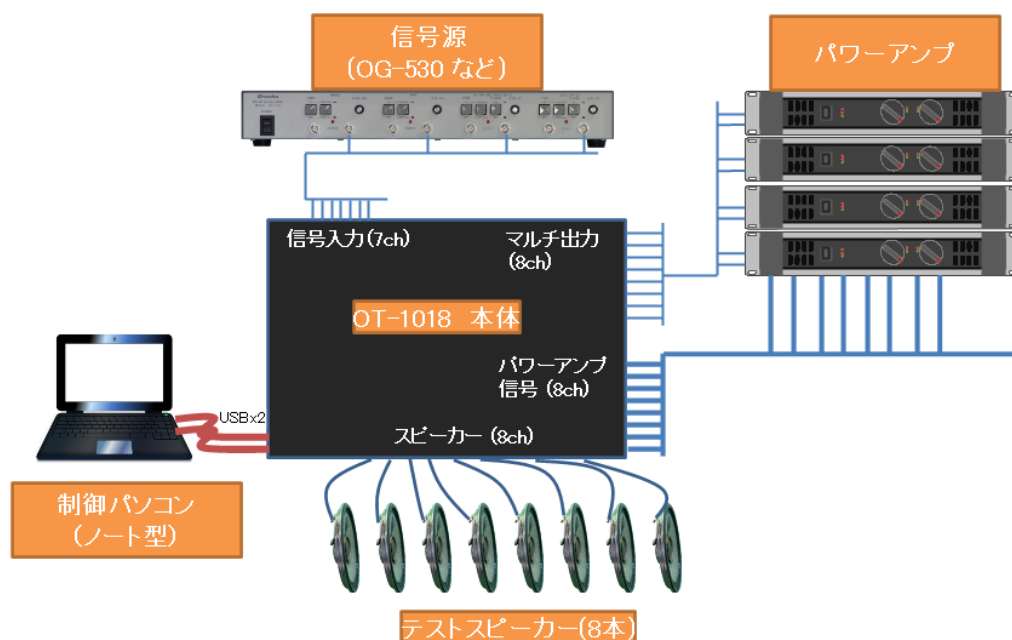 信号源
(OG-530 など)
パワーアンプ
信号入力(7ch)
マルチ出力
(8ch)
OT-1018 本体
パワーアンプ
信号 (8ch)
USBx2
スピーカー (8ch)
制御パソコン
(ノート型)
テストスピーカー(8本)